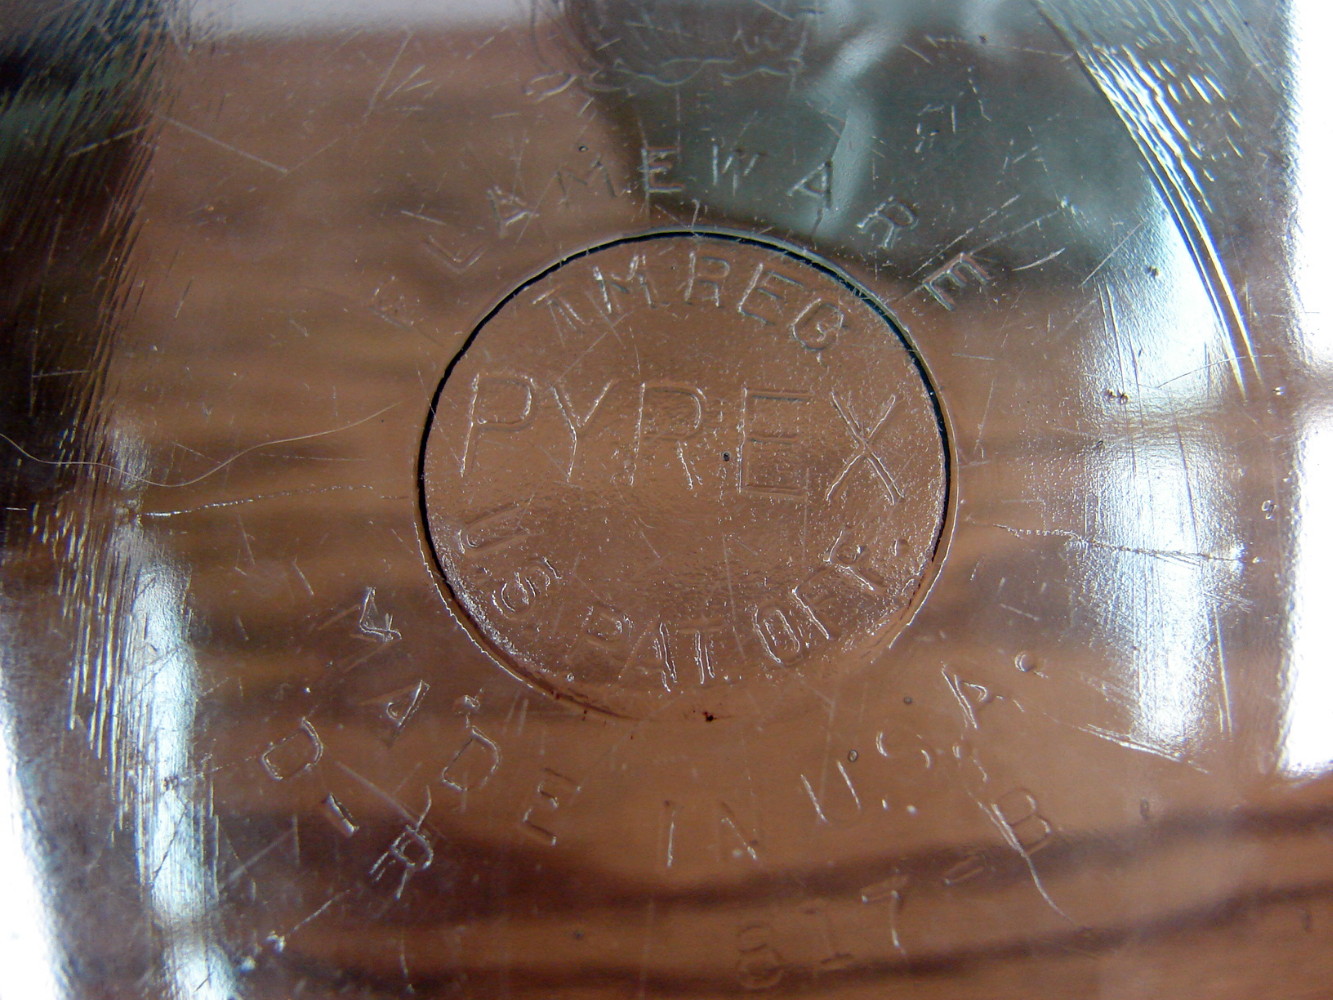 FLAMEWARE
T.M. REG.
PYREX
U.S. PAT. OFF.
MADE IN U.S.A.
817-B